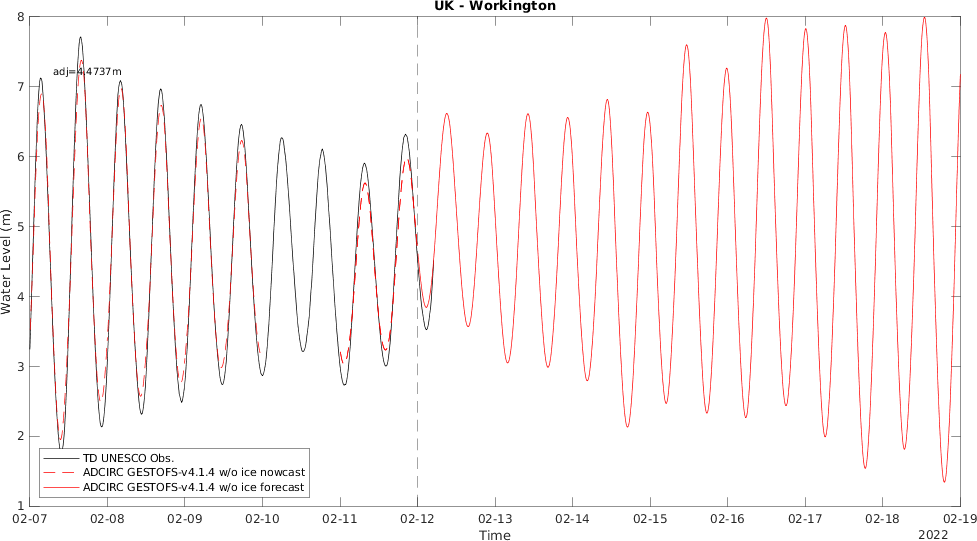 UK - Workington
8
7
6
5
4
3
2
1
Water Level (m)
adj=4.4737m
TD UNESCO Obs.
ADCIRC GESTOFS-v4.1.4 w/o ice nowcast
ADCIRC GESTOFS-v4.1.4 w/o ice forecast
02-07 02-08 02-09 02-10 02-11 02-12 02-13 02-14 02-15 02-16 02-17 02-18 02-19
Time
2022